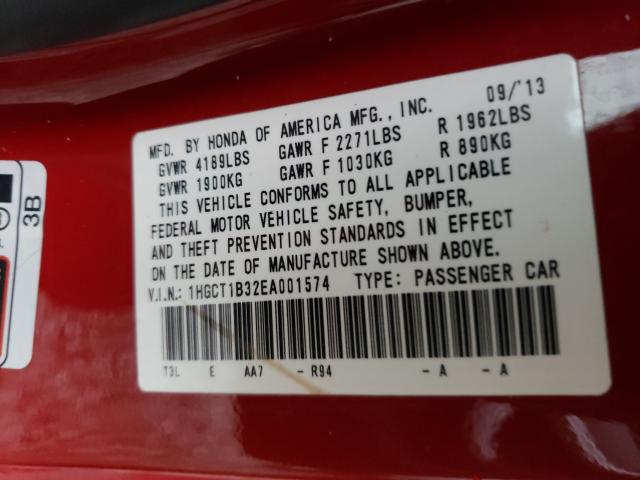 MFD. BY HONDA OF AMERICA MFG., INC. 09/'13
GVWR 4189LBS GAWR F 2271LBS R 1962LBS
GVWR 1900KG GAWR F 1030KG R 890KG
THIS VEHICLE CONFORMS TO ALL APPLICABLE
FEDERAL MOTOR VEHICLE SAFETY, BUMPER,
AND THEFT PREVENTION STANDARDS IN EFFECT
ON THE DATE OF MANUFACTURE SHOWN ABOVE.
V.I.N.: 1HGCT1B32EA001574 TYPE: PASSENGER CAR
T3L E AA7 - R94 - A - A
3B